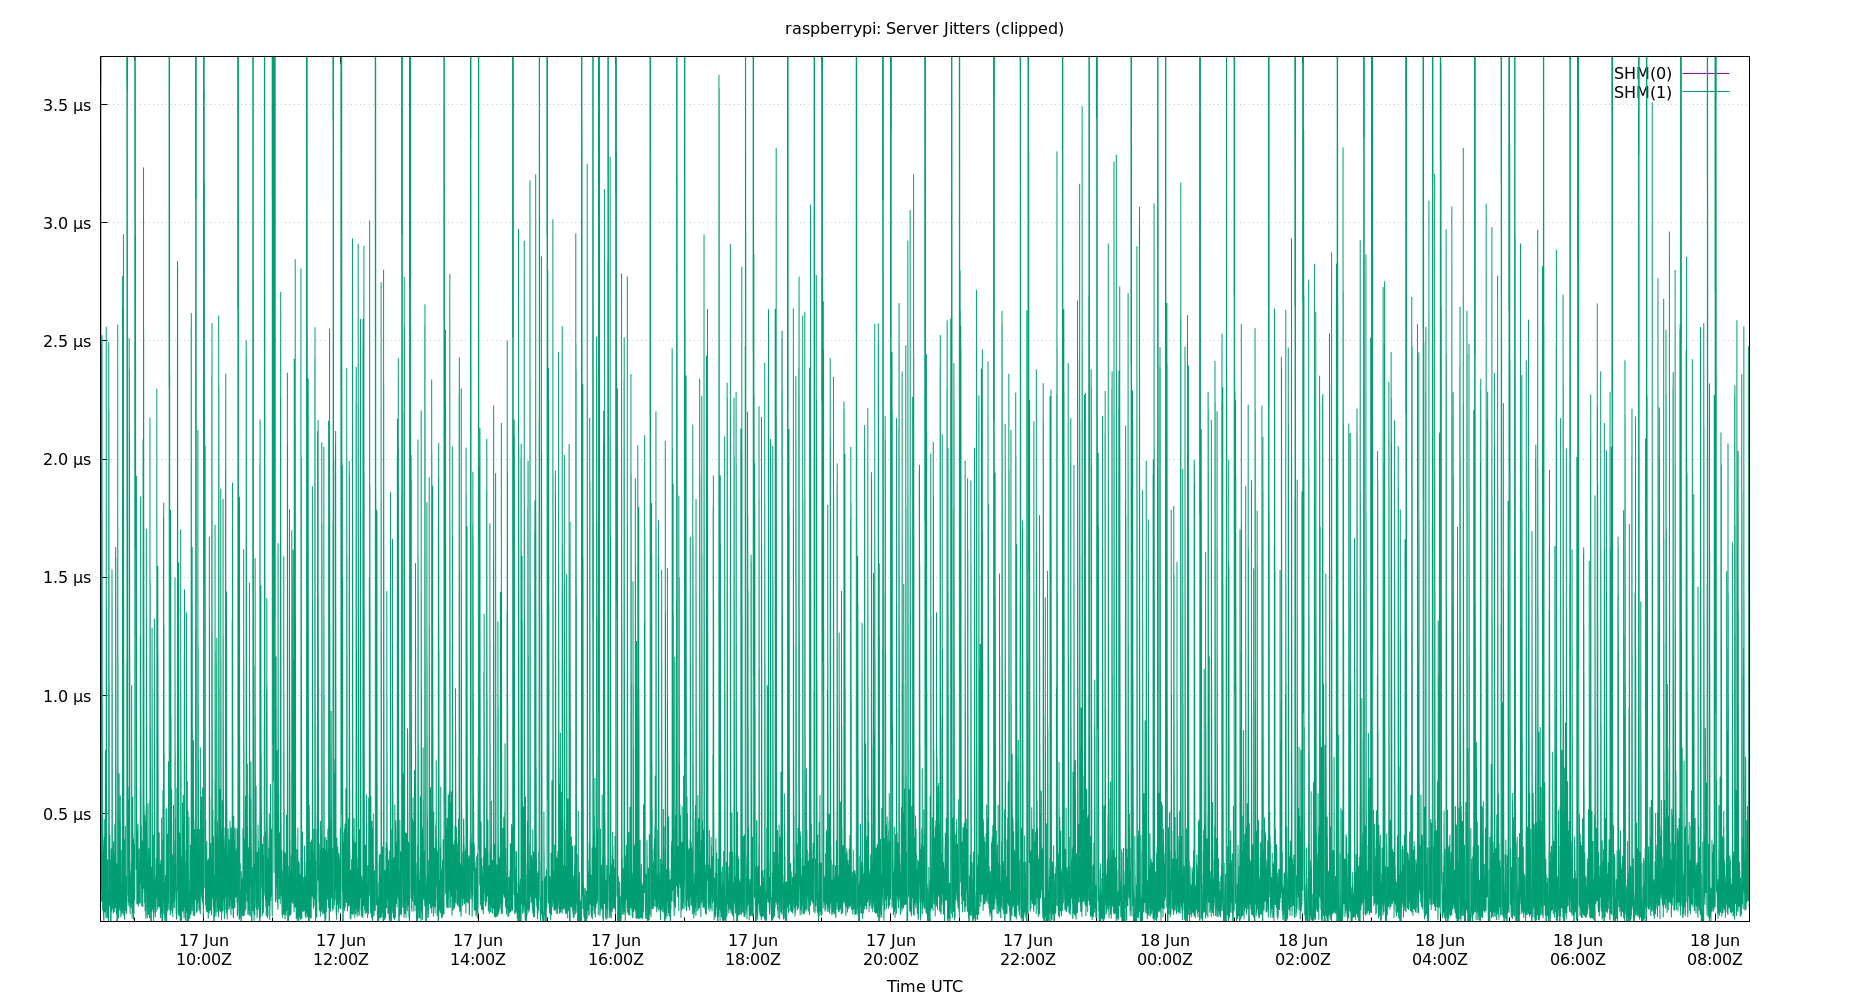 raspberrypi: Server Jitters (clipped)
SHM(0)
SHM(1)
3.5 µs
3.0 µs
2.5 µs
2.0 µs
1.5 µs
1.0 µs
0.5 µs
17 Jun 17 Jun 17 Jun 17 Jun 17 Jun 17 Jun 17 Jun 18 Jun 18 Jun 18 Jun 18 Jun 18 Jun
10:00Z 12:00Z 14:00Z 16:00Z 18:00Z 20:00Z 22:00Z 00:00Z 02:00Z 04:00Z 06:00Z 08:00Z
Time UTC